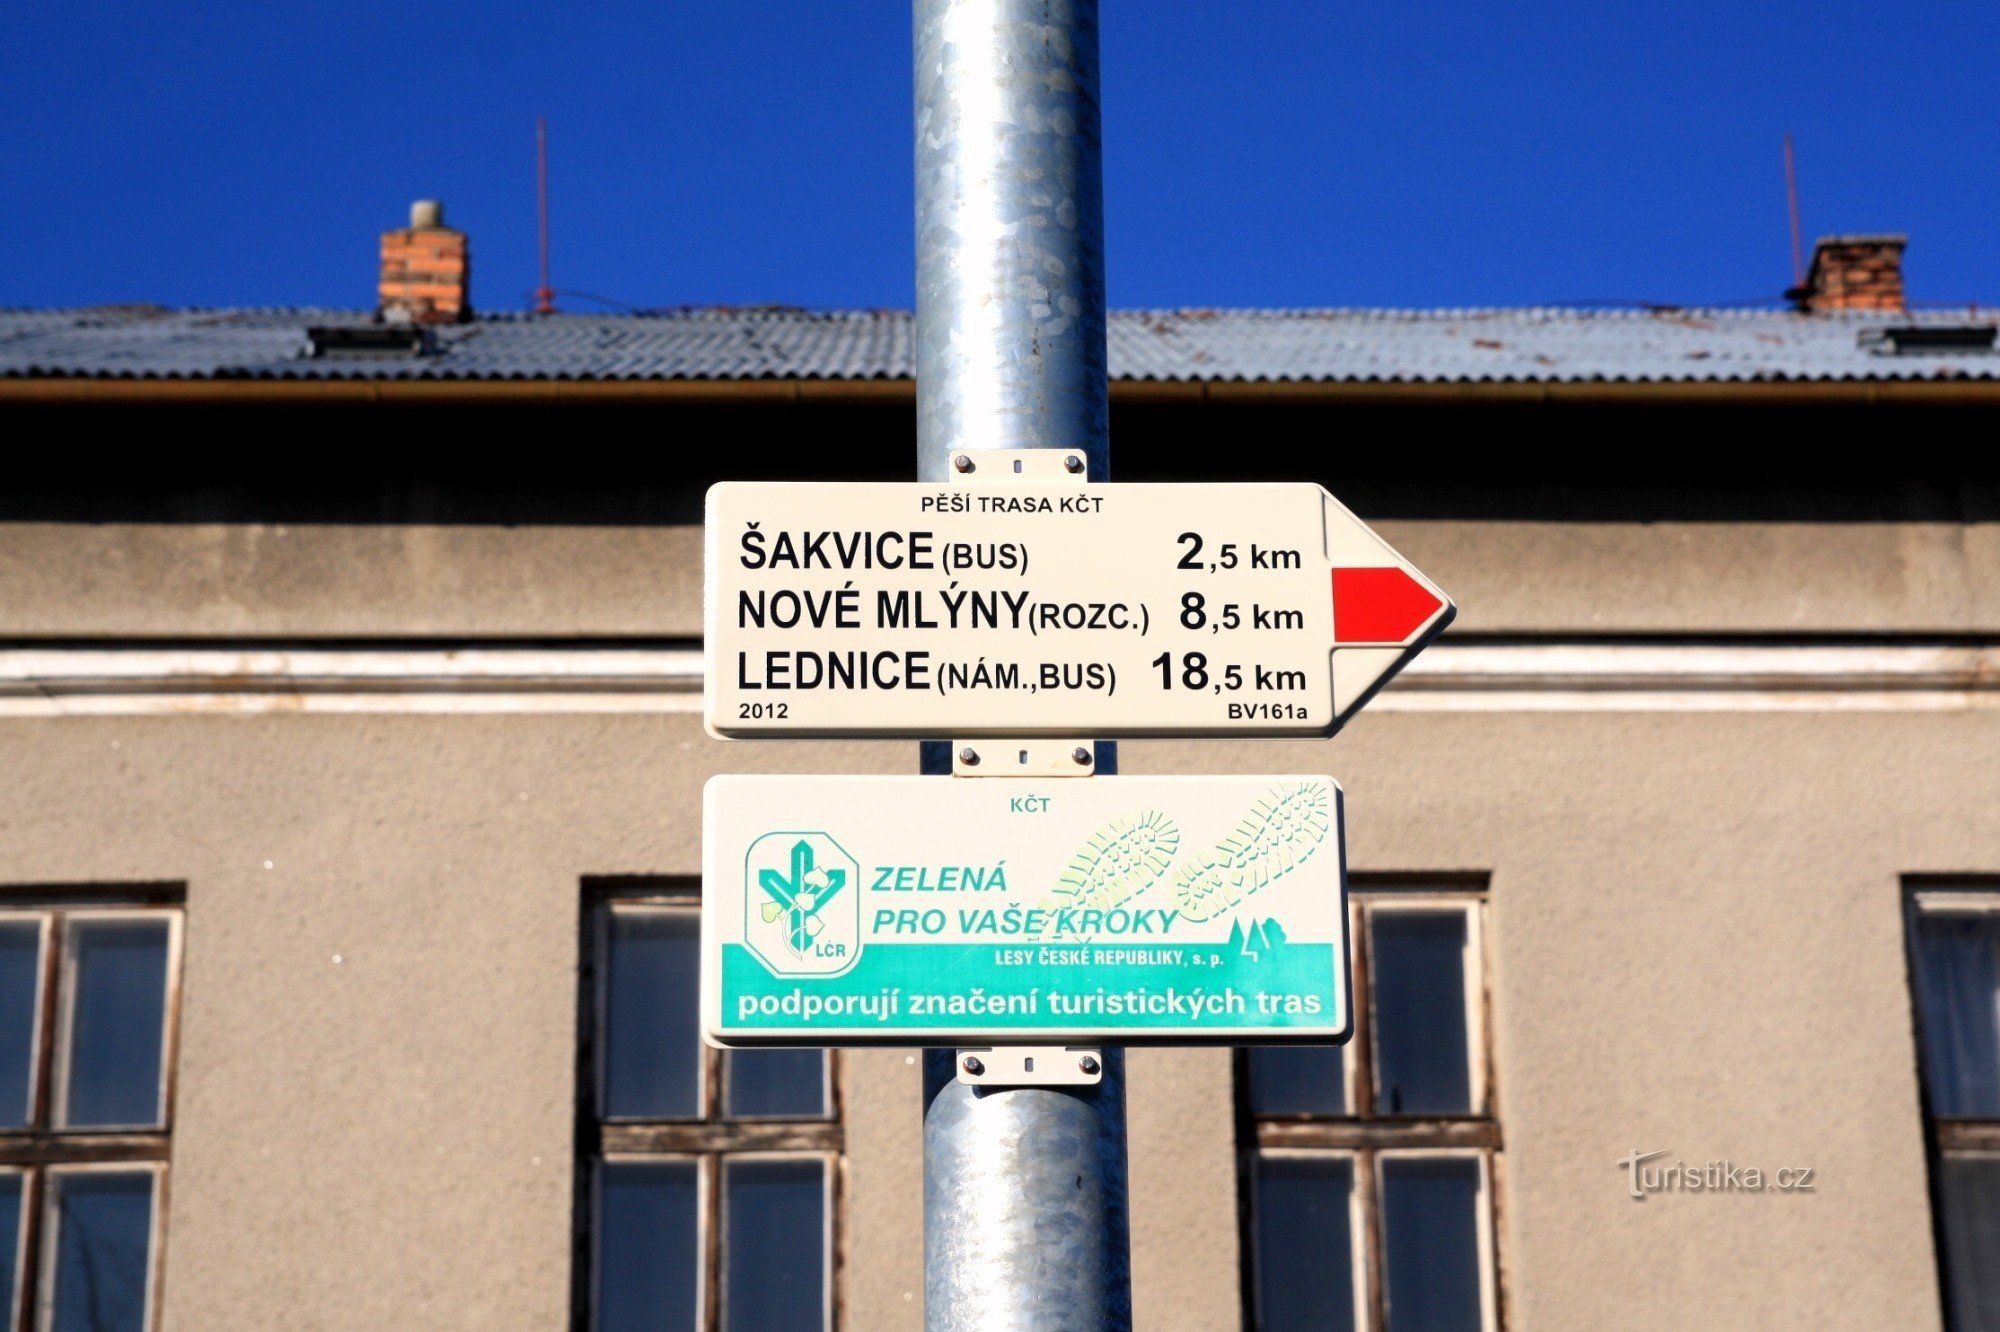 PĚŠÍ TRASA KČT
ŠAKVICE (BUS) 2,5 km
NOVÉ MLÝNY (ROZC.) 8,5 km
LEDNICE (NÁM., BUS) 18,5 km
2012 BV161a
KČT
ZELENÁ
PRO VAŠE KROKY
LČR
LESY ČESKÉ REPUBLIKY, s. p.
podporují značení turistických tras
Turistika.cz